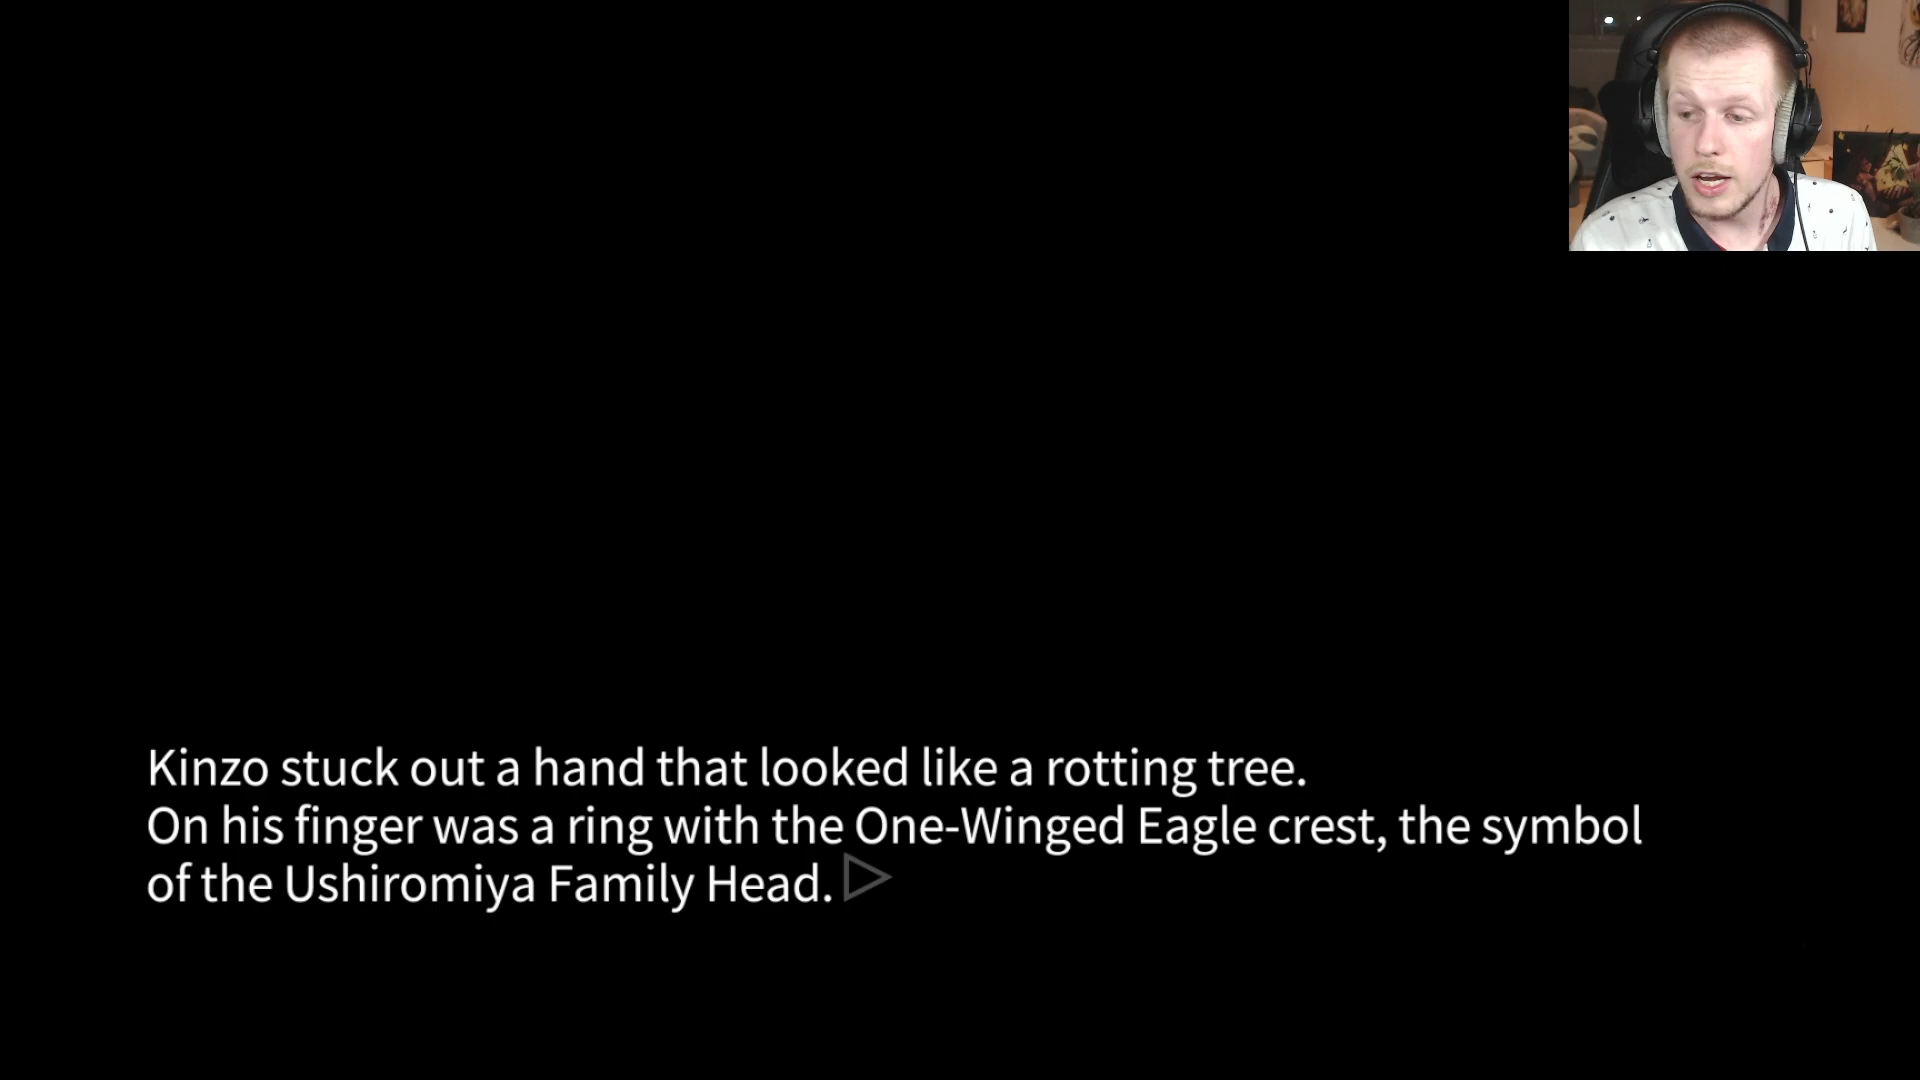 Kinzo stuck out a hand that looked like a rotting tree.
On his finger was a ring with the One-Winged Eagle crest, the symbol
of the Ushiromiya Family Head.